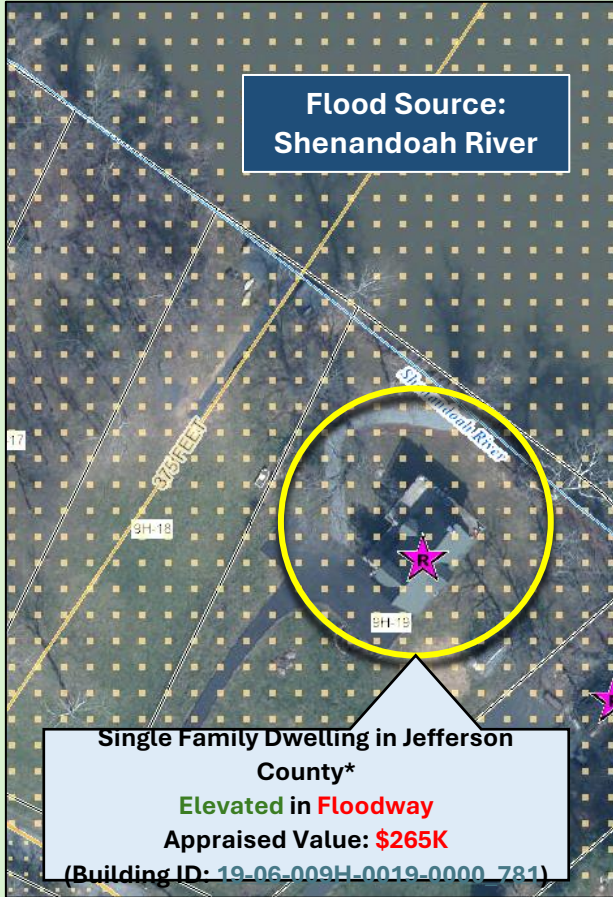 Flood Source:
Shenandoah River
Shenandoah River
375 FEET
17
9H-18
R
9H-19
Single Family Dwelling in Jefferson
County*
Elevated in Floodway
Appraised Value: $265K
(Building ID: 19-06-009H-0019-0000_781)